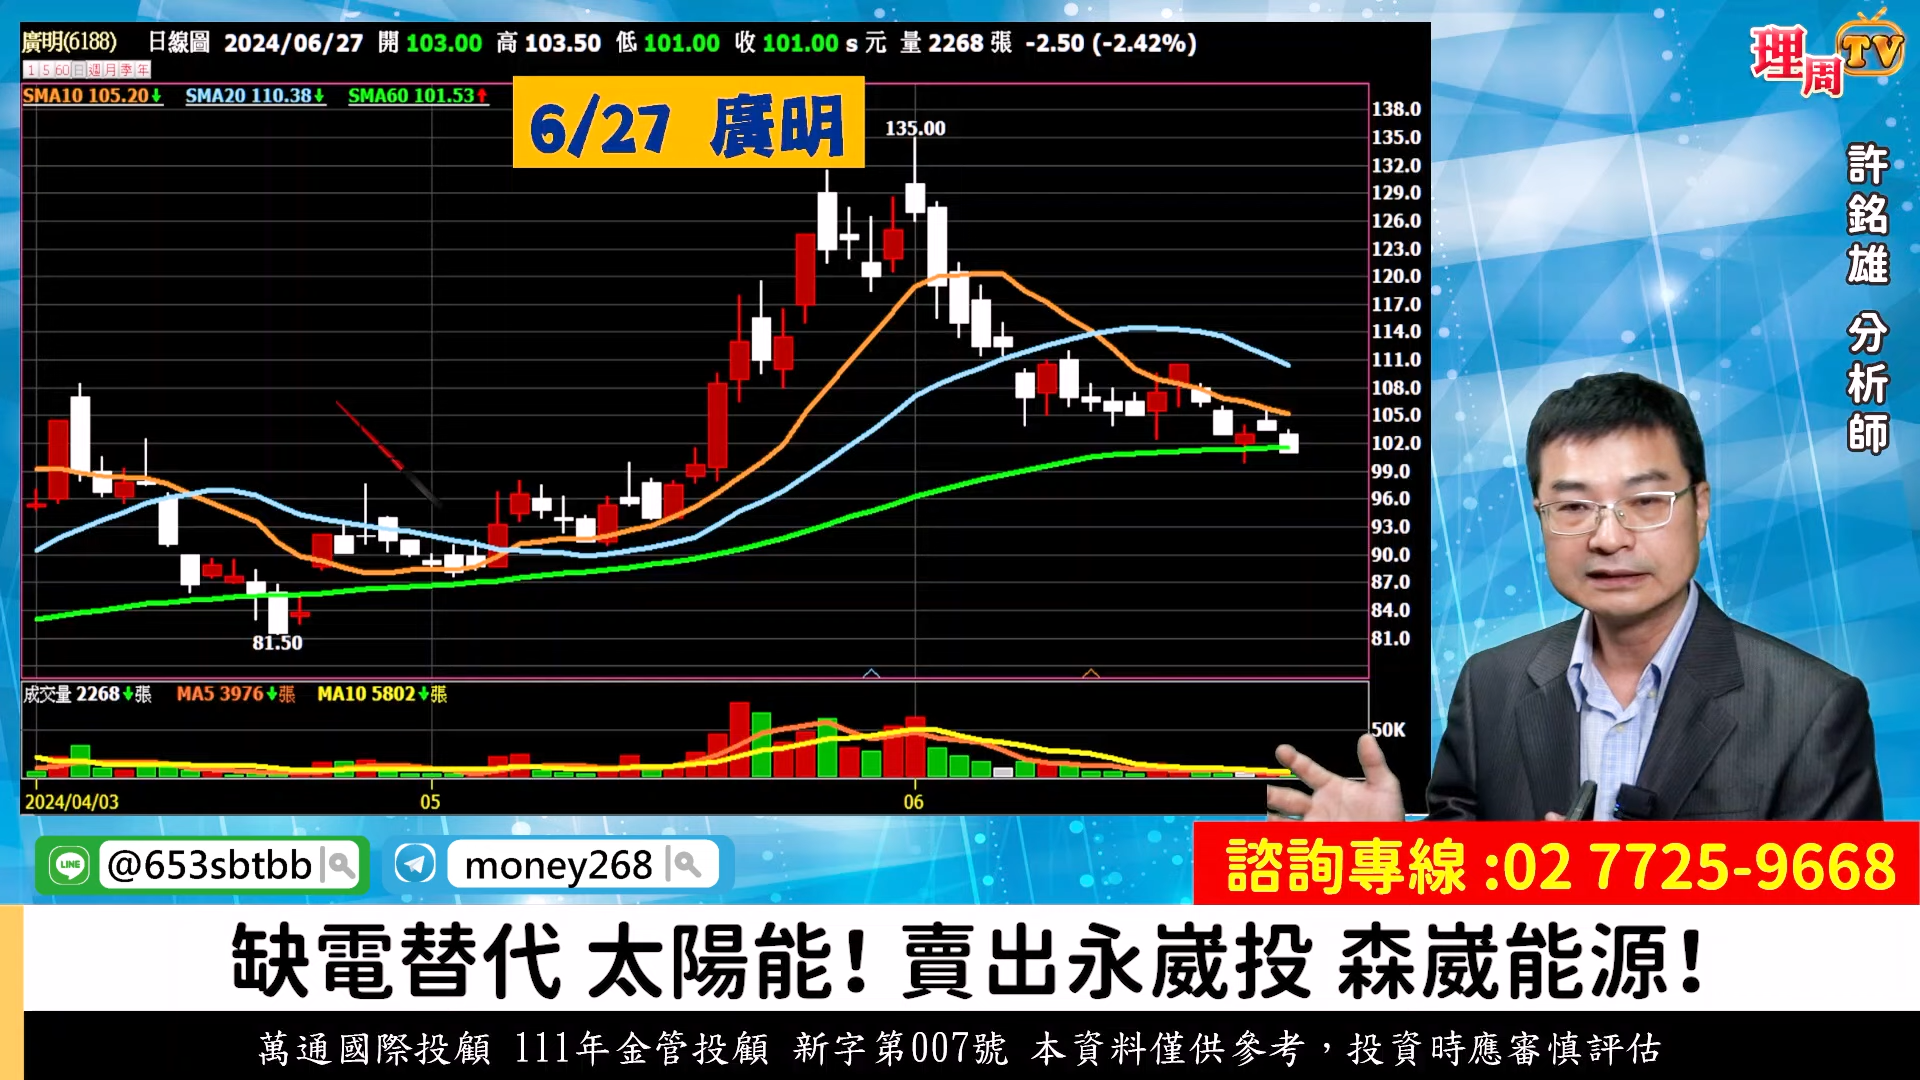 廣明(6188) 日線圖 2024/06/27 開 103.00 高 103.50 低 101.00 收 101.00 s 元 量 2268 張 -2.50 (-2.42%)
1 5 60 日 週 月 季 年
SMA10 105.20↓ SMA20 110.38↓ SMA60 101.53↑
6/27 廣明
135.00
81.50
138.0
135.0
132.0
129.0
126.0
123.0
120.0
117.0
114.0
111.0
108.0
105.0
102.0
99.0
96.0
93.0
90.0
87.0
84.0
81.0
成交量 2268↓張 MA5 3976↓張 MA10 5802↓張
50K
2024/04/03 05 06
理周TV
許銘雄 分析師
LINE @653sbtbb
money268
諮詢專線:02 7725-9668
缺電替代 太陽能! 賣出永崴投 森崴能源!
萬通國際投顧 111年金管投顧 新字第007號 本資料僅供參考,投資時應審慎評估